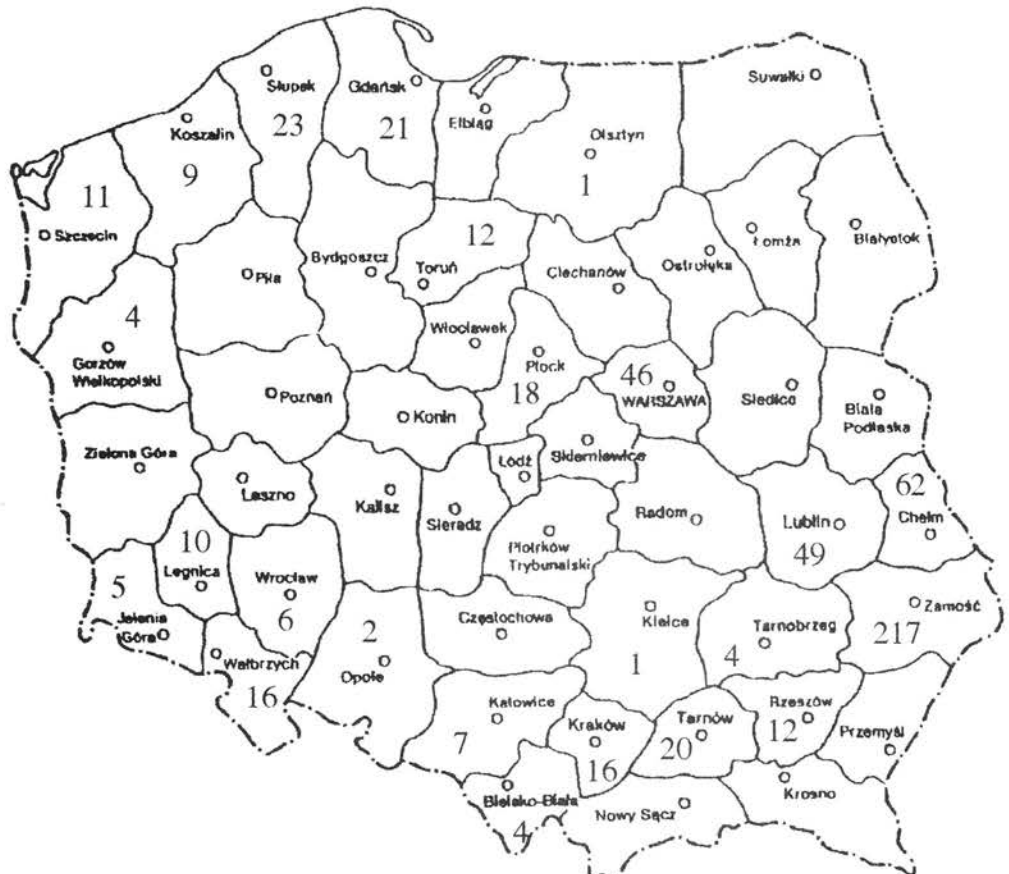 Suwałki
Słupsk
23
Gdańsk
21
Elbląg
Koszalin
9
Olsztyn
1
11
Szczecin
12
Toruń
Bydgoszcz
Piła
Ciechanów
Ostrołęka
Łomża
Białystok
4
Gorzów
Wielkopolski
Włocławek
Płock
18
46
WARSZAWA
Siedlce
Biała
Podlaska
Poznań
Konin
Zielona Góra
Leszno
Kalisz
Sieradz
Łódź
Skierniewice
Radom
Lublin
49
62
Chełm
10
Legnica
Wrocław
6
Piotrków
Trybunalski
5
Jelenia
Góra
Wałbrzych
16
2
Opole
Częstochowa
Kielce
1
Tarnobrzeg
4
Zamość
217
Katowice
7
Kraków
16
Tarnów
20
Rzeszów
12
Przemyśl
Bielsko-Biała
4
Nowy Sącz
Krosno